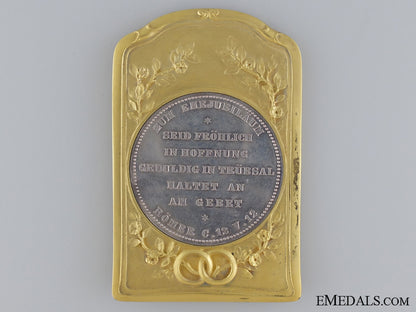 ZUM EHEJUBILÄUM
SEID FRÖHLICH
IN HOFFNUNG
GEDULDIG IN TRÜBSAL
HALTET AN
AM GEBET
RÖMER C. 12 V. 12
EMEDALS.COM